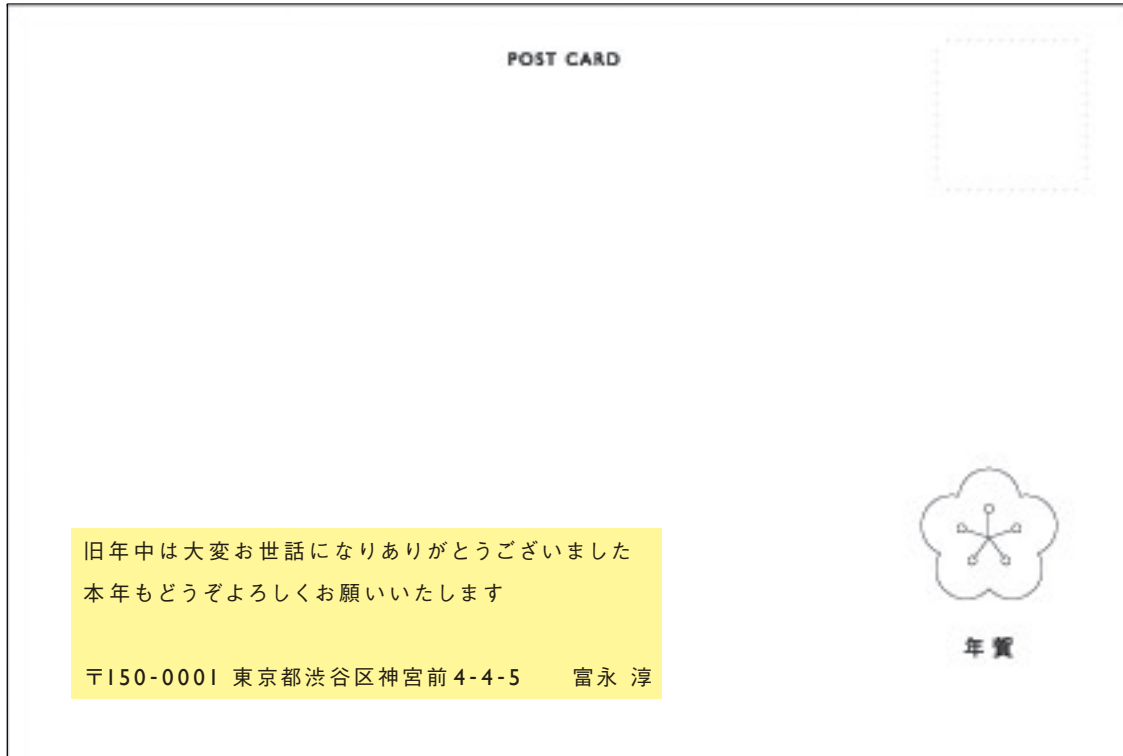 POST CARD
旧年中は大変お世話になりありがとうございました
本年もどうぞよろしくお願いいたします
〒150-0001 東京都渋谷区神宮前4-4-5　富永 淳
年賀